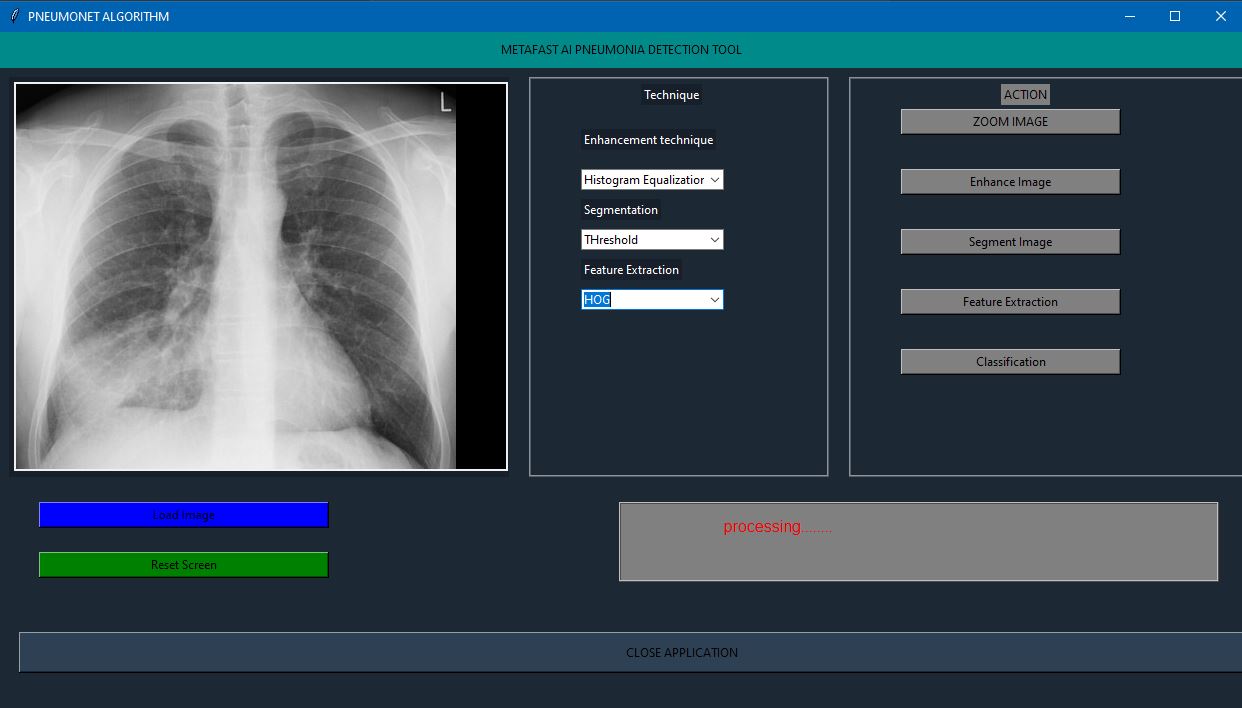 PNEUMONET ALGORITHM
METAFAST AI PNEUMONIA DETECTION TOOL
L
Technique
Enhancement technique
Histogram Equalization
Segmentation
THreshold
Feature Extraction
HOG
ACTION
ZOOM IMAGE
Enhance Image
Segment Image
Feature Extraction
Classification
Load Image
Reset Screen
processing........
CLOSE APPLICATION